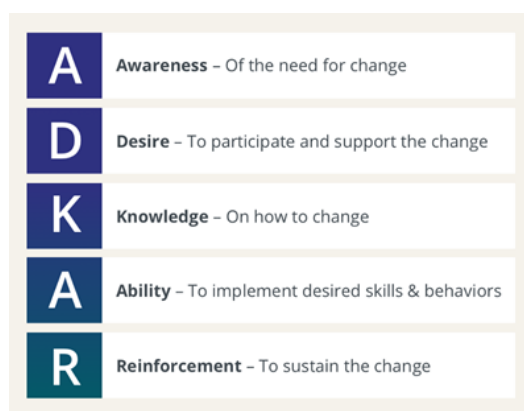 A Awareness – Of the need for change
D Desire – To participate and support the change
K Knowledge – On how to change
A Ability – To implement desired skills & behaviors
R Reinforcement – To sustain the change